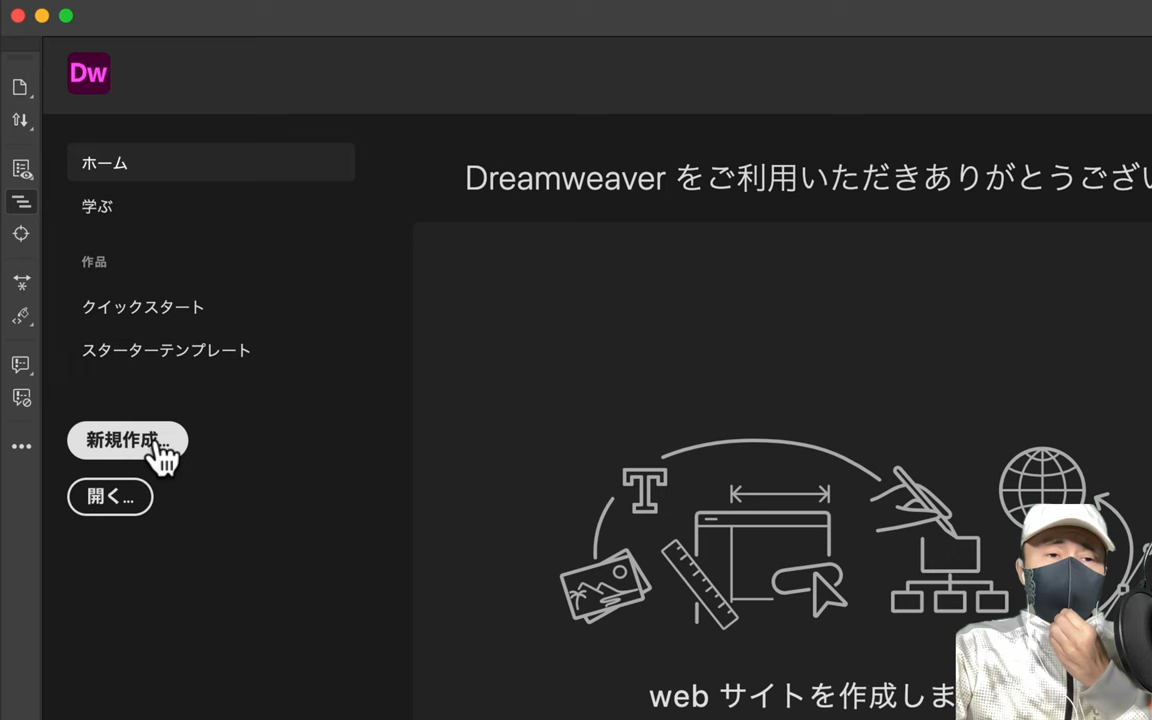 Dw
ホーム
Dreamweaver をご利用いただきありがとうござい
学ぶ
作品
クイックスタート
スターターテンプレート
新規作成...
開く...
T
web サイトを作成しま